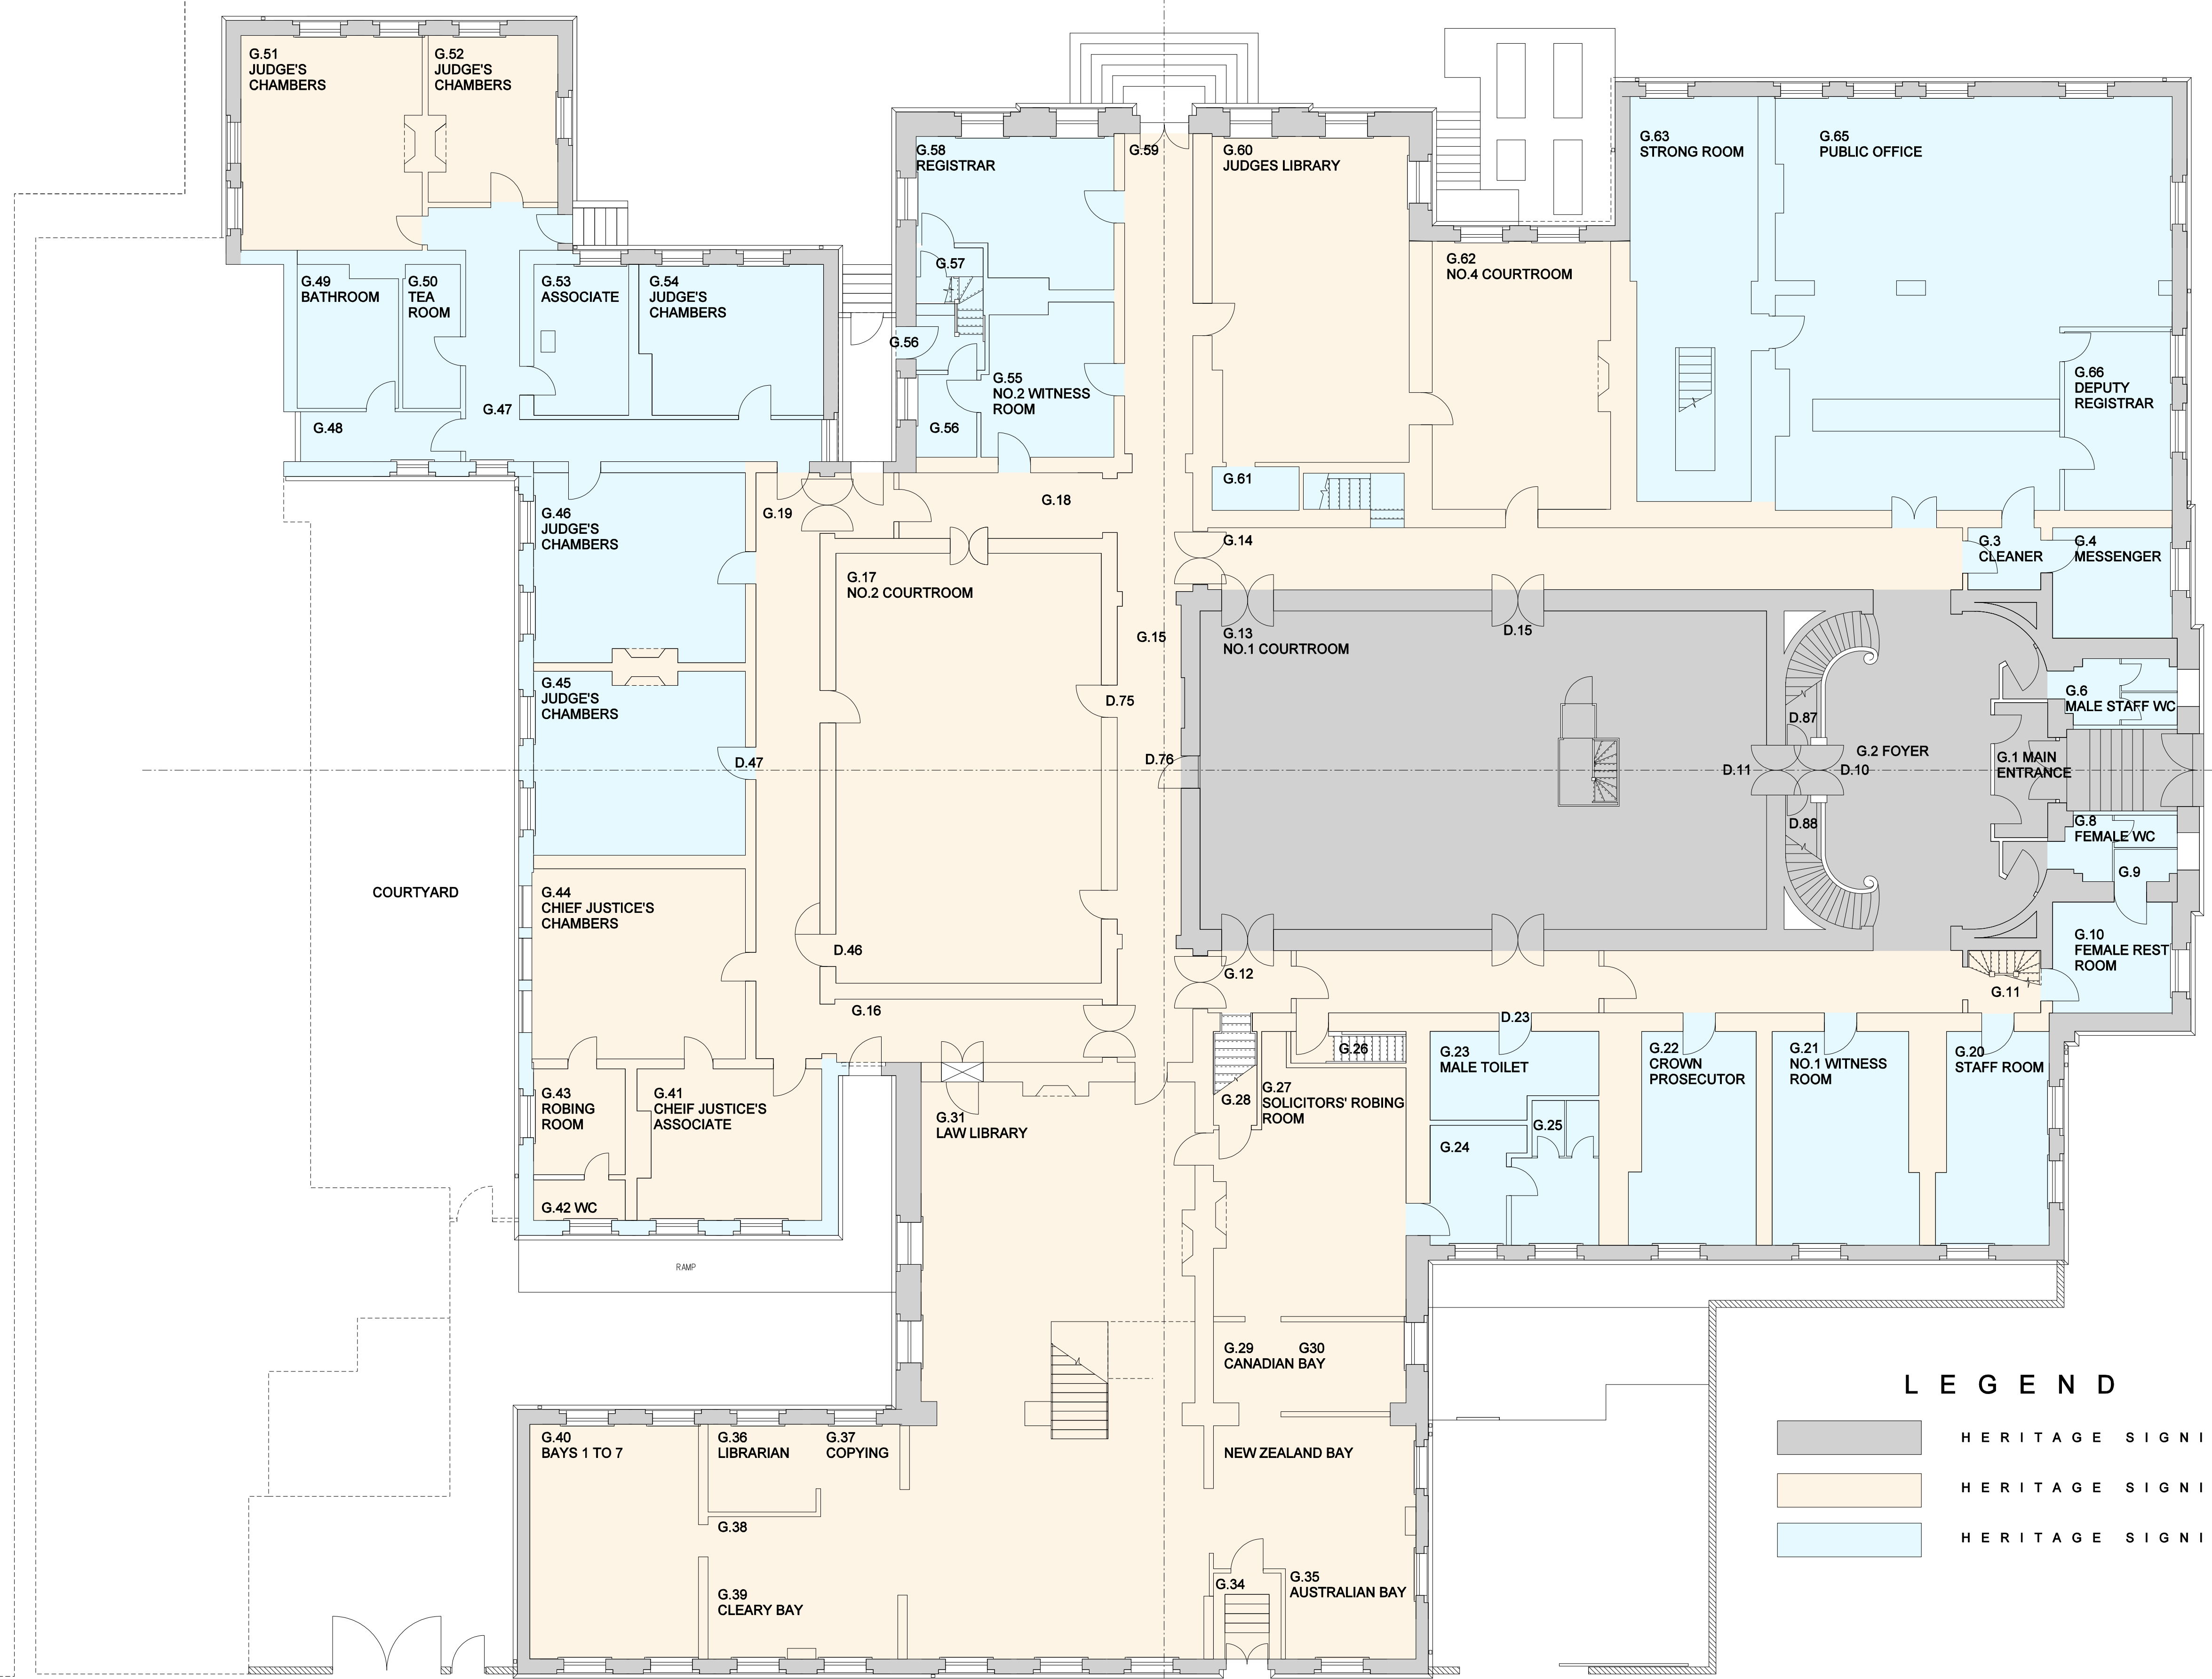 G.51
JUDGE'S
CHAMBERS
G.52
JUDGE'S
CHAMBERS
G.58
REGISTRAR
G.59
G.60
JUDGES LIBRARY
G.63
STRONG ROOM
G.65
PUBLIC OFFICE
G.49
BATHROOM
G.50
TEA
ROOM
G.53
ASSOCIATE
G.54
JUDGE'S
CHAMBERS
G.57
G.62
NO.4 COURTROOM
G.56
G.55
NO.2 WITNESS
ROOM
G.66
DEPUTY
REGISTRAR
G.48
G.47
G.56
G.61
G.46
JUDGE'S
CHAMBERS
G.19
G.18
G.14
G.3
CLEANER
G.4
MESSENGER
G.17
NO.2 COURTROOM
G.15
G.13
NO.1 COURTROOM
D.15
G.45
JUDGE'S
CHAMBERS
D.75
D.87
G.6
MALE STAFF WC
D.47
D.76
D.11
D.10
G.2 FOYER
G.1 MAIN
ENTRANCE
D.88
G.8
FEMALE WC
G.9
COURTYARD
G.44
CHIEF JUSTICE'S
CHAMBERS
D.46
G.12
G.10
FEMALE REST
ROOM
G.11
G.16
D.23
G.26
G.23
MALE TOILET
G.22
CROWN
PROSECUTOR
G.21
NO.1 WITNESS
ROOM
G.20
STAFF ROOM
G.43
ROBING
ROOM
G.41
CHEIF JUSTICE'S
ASSOCIATE
G.31
LAW LIBRARY
G.28
G.27
SOLICITORS' ROBING
ROOM
G.25
G.24
G.42 WC
RAMP
G.29
G30
CANADIAN BAY
LEGEND
HERITAGE SIGNI
HERITAGE SIGNI
HERITAGE SIGNI
G.40
BAYS 1 TO 7
G.36
LIBRARIAN
G.37
COPYING
NEW ZEALAND BAY
G.38
G.39
CLEARY BAY
G.34
G.35
AUSTRALIAN BAY